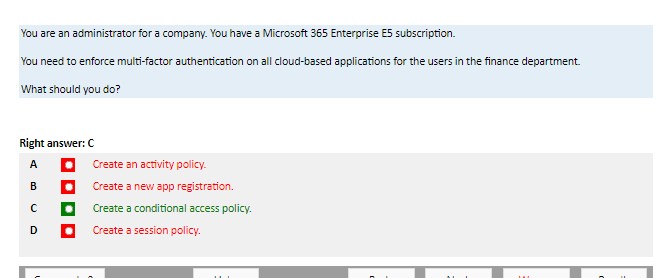 You are an administrator for a company. You have a Microsoft 365 Enterprise E5 subscription.
You need to enforce multi-factor authentication on all cloud-based applications for the users in the finance department.
What should you do?
Right answer: C
A Create an activity policy.
B Create a new app registration.
C Create a conditional access policy.
D Create a session policy.